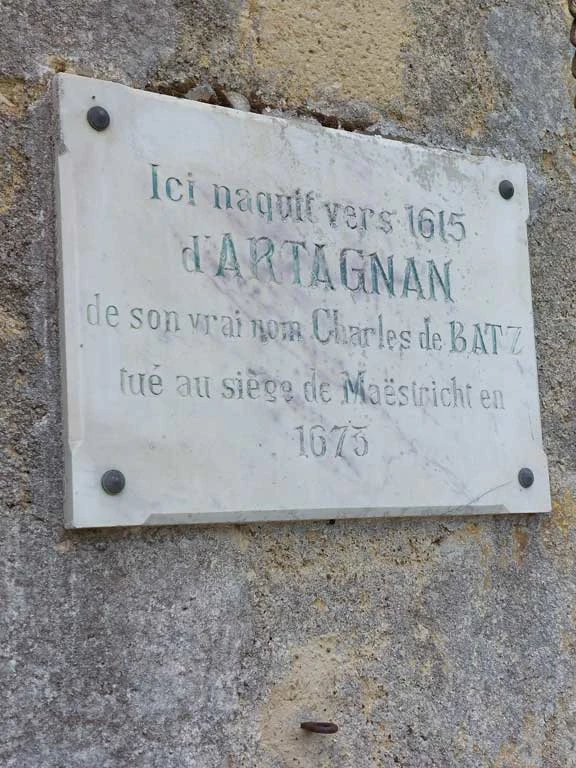 Ici naquit vers 1615
d'ARTAGNAN
de son vrai nom Charles de BATZ
tué au siège de Maëstricht en
1673